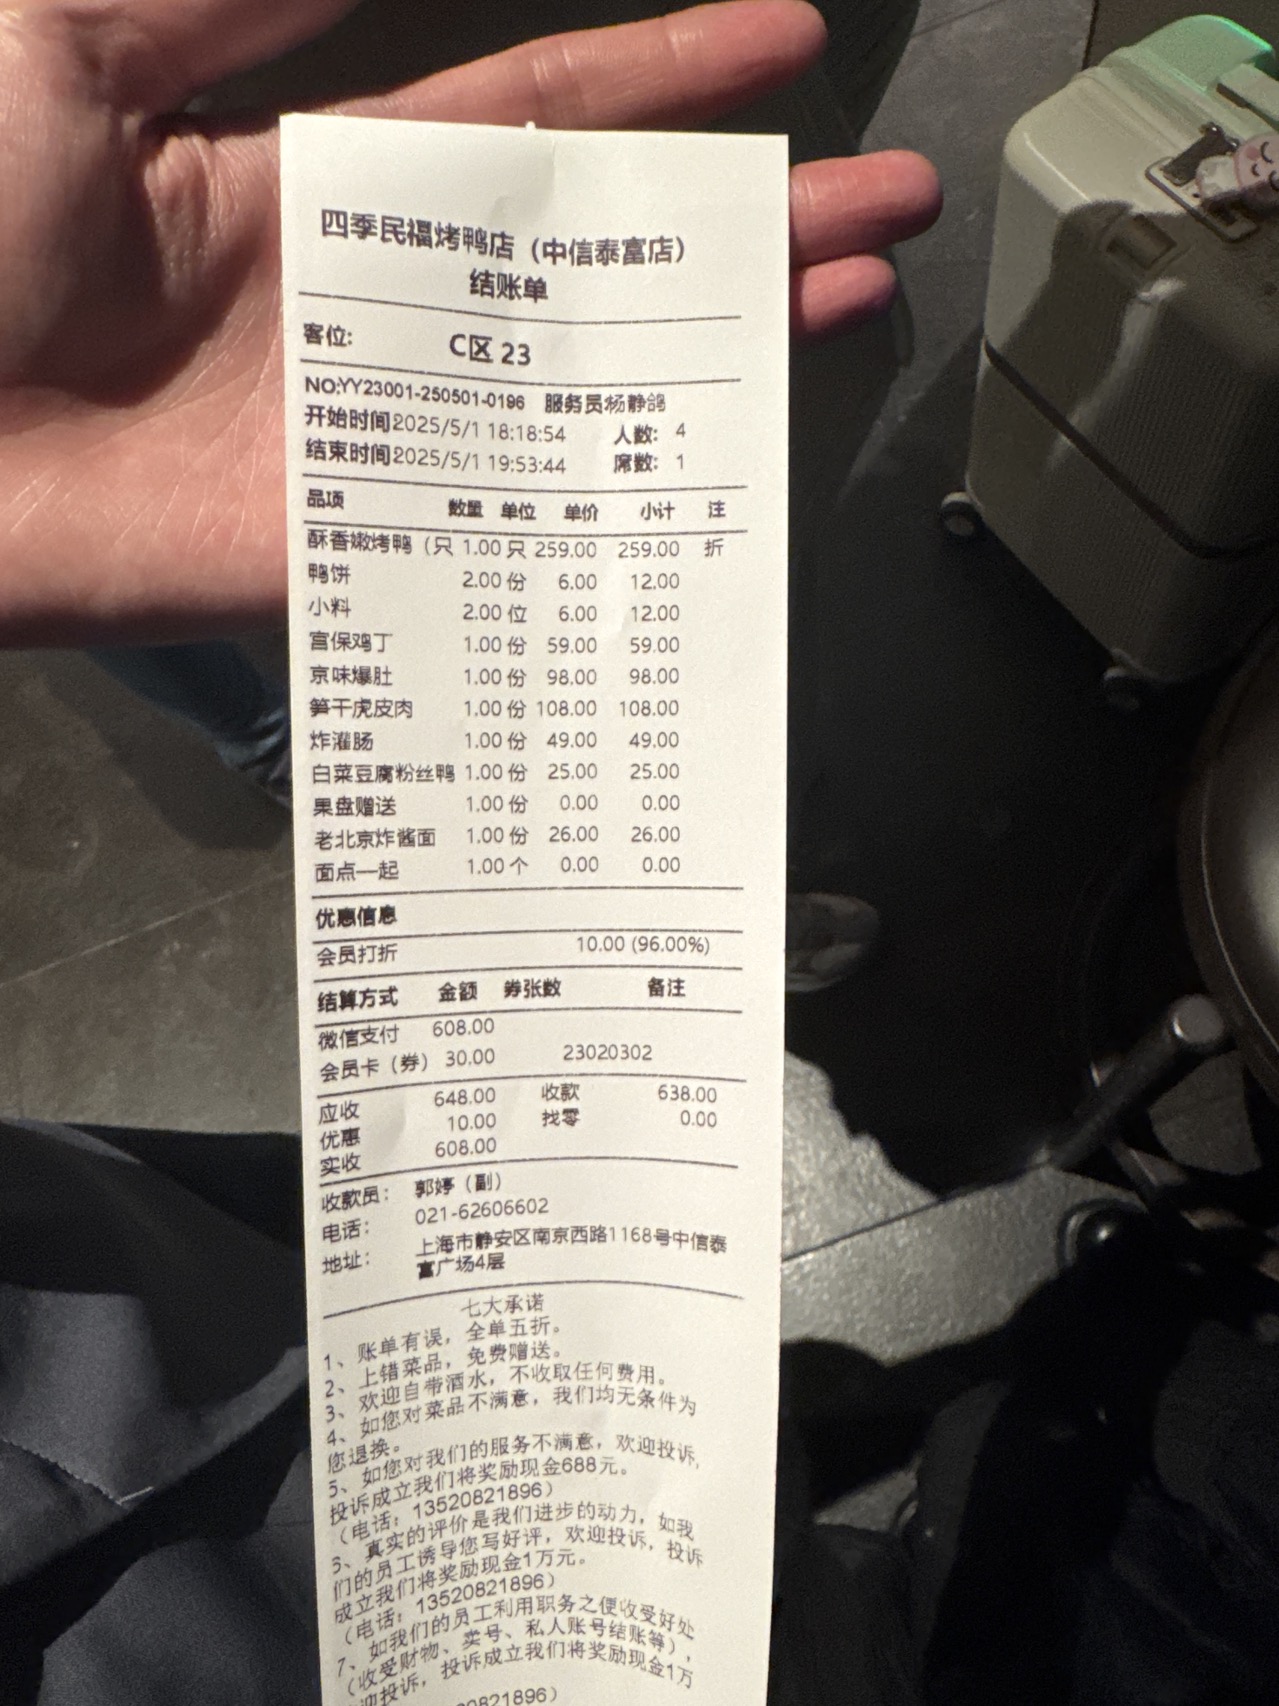 四季民福烤鸭店（中信泰富店）
结账单
客位: C区 23
NO:YY23001-250501-0196 服务员杨静鸽
开始时间2025/5/1 18:18:54 人数: 4
结束时间2025/5/1 19:53:44 席数: 1
品项 数量 单位 单价 小计 注
酥香嫩烤鸭（只 1.00 只 259.00 259.00 折
鸭饼 2.00 份 6.00 12.00
小料 2.00 位 6.00 12.00
宫保鸡丁 1.00 份 59.00 59.00
京味爆肚 1.00 份 98.00 98.00
笋干虎皮肉 1.00 份 108.00 108.00
炸灌肠 1.00 份 49.00 49.00
白菜豆腐粉丝鸭 1.00 份 25.00 25.00
果盘赠送 1.00 份 0.00 0.00
老北京炸酱面 1.00 份 26.00 26.00
面点一起 1.00 个 0.00 0.00
优惠信息
会员打折 10.00 (96.00%)
结算方式 金额 券张数 备注
微信支付 608.00
会员卡（券） 30.00 23020302
应收 648.00 收款 638.00
优惠 10.00 找零 0.00
实收 608.00
收款员: 郭婷（副）
电话: 021-62606602
地址: 上海市静安区南京西路1168号中信泰
富广场4层
七大承诺
1、账单有误，全单五折。
2、上错菜品，免费赠送。
3、欢迎自带酒水，不收取任何费用。
4、如您对菜品不满意，我们均无条件为
您退换。
5、如您对我们的服务不满意，欢迎投诉,
投诉成立我们将奖励现金688元。
（电话: 13520821896）
6、真实的评价是我们进步的动力，如我
们的员工诱导您写好评，欢迎投诉，投诉
成立我们将奖励现金1万元。
（电话: 13520821896）
7、如我们的员工利用职务之便收受好处
（收受财物、卖号、私人账号结账等），
迎投诉，投诉成立我们将奖励现金1万
520821896）